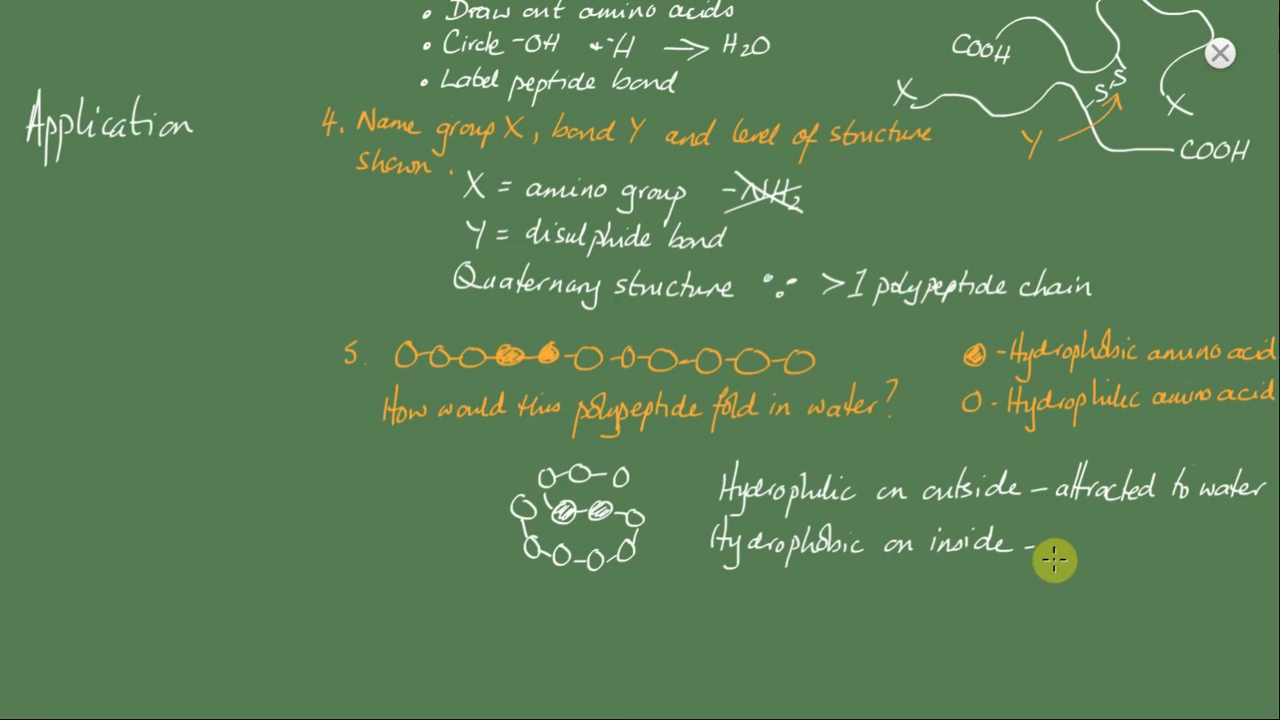 • Draw out amino acids
• Circle -OH + -H → H2O
• Label peptide bond
COOH
S
S
X
X
Y
COOH
Application
4. Name group X, bond Y and level of structure
shown.
X = amino group -NH2
Y = disulphide bond
Quaternary structure ∵ >1 polypeptide chain
5.
-Hydrophobic amino acid
- Hydrophilic amino acid
How would this polypeptide fold in water?
Hydrophilic on outside - attracted to water
Hydrophobic on inside -